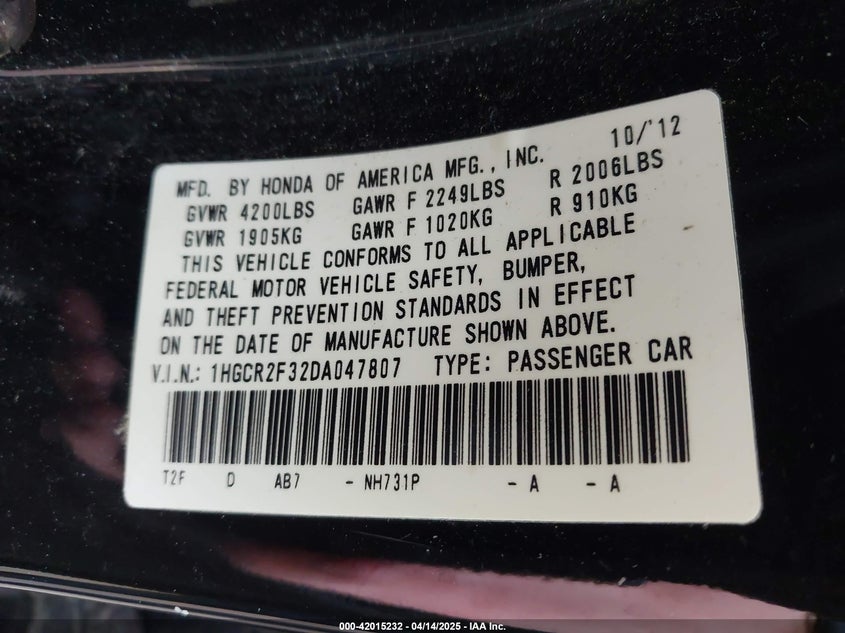 10/'12
MFD. BY HONDA OF AMERICA MFG., INC.
GVWR 4200LBS GAWR F 2249LBS R 2006LBS
GVWR 1905KG GAWR F 1020KG R 910KG
THIS VEHICLE CONFORMS TO ALL APPLICABLE
FEDERAL MOTOR VEHICLE SAFETY, BUMPER,
AND THEFT PREVENTION STANDARDS IN EFFECT
ON THE DATE OF MANUFACTURE SHOWN ABOVE.
V.I.N.: 1HGCR2F32DA047807 TYPE: PASSENGER CAR
T2F D AB7 - NH731P - A - A
000-42015232 - 04/14/2025 - IAA Inc.